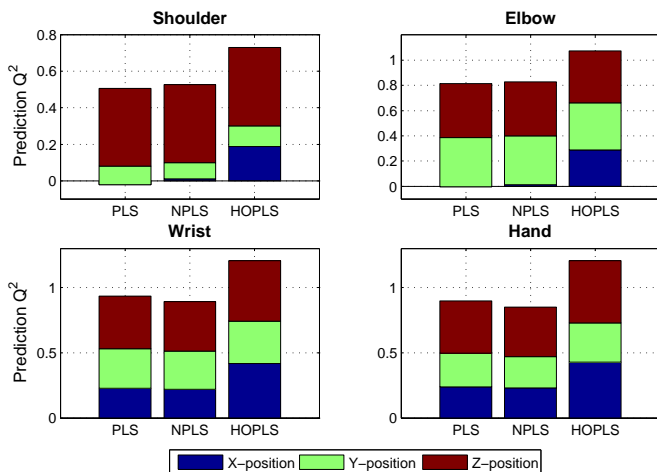 Shoulder
Elbow
Prediction Q²
0.8
0.6
0.4
0.2
0
PLS
NPLS
HOPLS
1
0.8
0.6
0.4
0.2
0
PLS
NPLS
HOPLS
Wrist
Hand
Prediction Q²
1
0.5
0
PLS
NPLS
HOPLS
1
0.5
0
PLS
NPLS
HOPLS
X−position
Y−position
Z−position